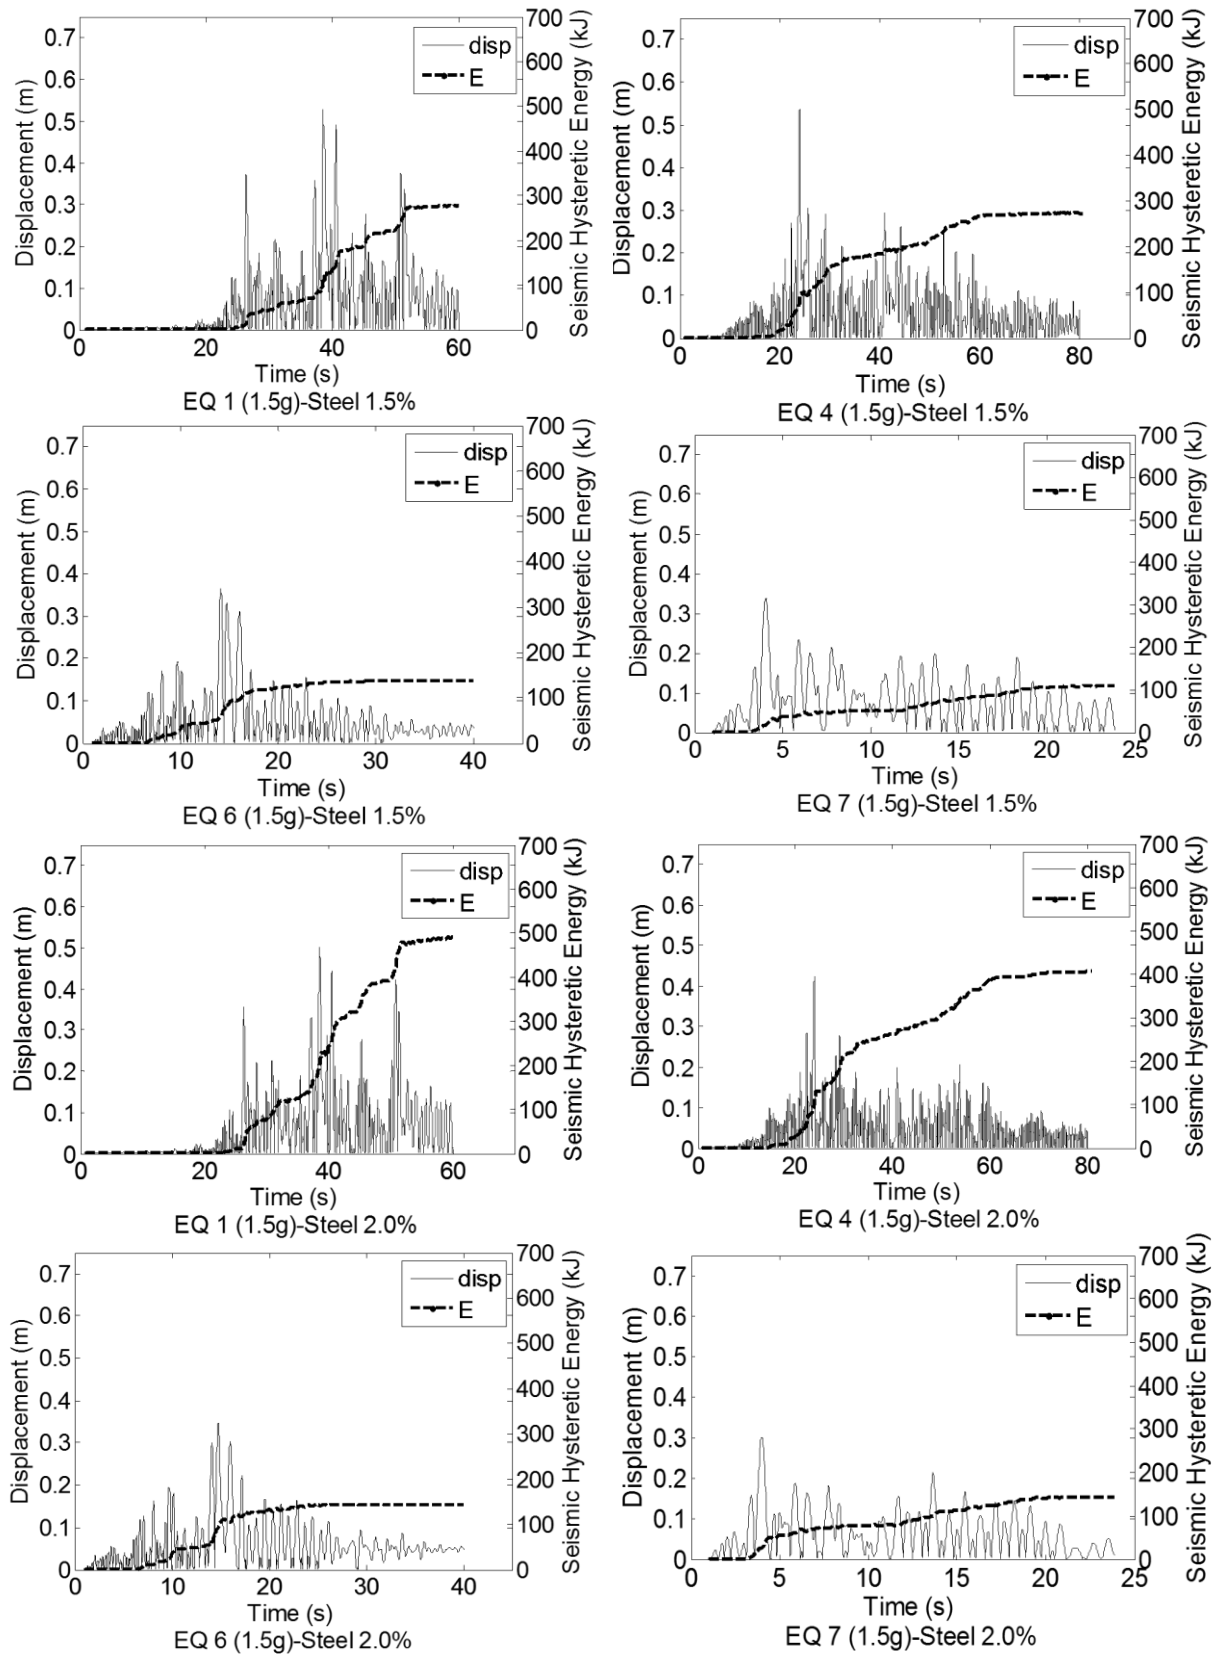 0.7
0.6
0.5
0.4
0.3
0.2
0.1
0
Displacement (m)
disp
E
700
600
500
400
300
200
100
0
Seismic Hysteretic Energy (kJ)
0 20 40 60
Time (s)
EQ 1 (1.5g)-Steel 1.5%
0.7
0.6
0.5
0.4
0.3
0.2
0.1
0
Displacement (m)
disp
E
700
600
500
400
300
200
100
0
Seismic Hysteretic Energy (kJ)
0 20 40 60 80
Time (s)
EQ 4 (1.5g)-Steel 1.5%
0.7
0.6
0.5
0.4
0.3
0.2
0.1
0
Displacement (m)
disp
E
700
600
500
400
300
200
100
0
Seismic Hysteretic Energy (kJ)
0 10 20 30 40
Time (s)
EQ 6 (1.5g)-Steel 1.5%
0.7
0.6
0.5
0.4
0.3
0.2
0.1
0
Displacement (m)
disp
E
700
600
500
400
300
200
100
0
Seismic Hysteretic Energy (kJ)
0 5 10 15 20 25
Time (s)
EQ 7 (1.5g)-Steel 1.5%
0.7
0.6
0.5
0.4
0.3
0.2
0.1
0
Displacement (m)
disp
E
700
600
500
400
300
200
100
0
Seismic Hysteretic Energy (kJ)
0 20 40 60
Time (s)
EQ 1 (1.5g)-Steel 2.0%
0.7
0.6
0.5
0.4
0.3
0.2
0.1
0
Displacement (m)
disp
E
700
600
500
400
300
200
100
0
Seismic Hysteretic Energy (kJ)
0 20 40 60 80
Time (s)
EQ 4 (1.5g)-Steel 2.0%
0.7
0.6
0.5
0.4
0.3
0.2
0.1
0
Displacement (m)
disp
E
700
600
500
400
300
200
100
0
Seismic Hysteretic Energy (kJ)
0 10 20 30 40
Time (s)
EQ 6 (1.5g)-Steel 2.0%
0.7
0.6
0.5
0.4
0.3
0.2
0.1
0
Displacement (m)
disp
E
700
600
500
400
300
200
100
0
Seismic Hysteretic Energy (kJ)
0 5 10 15 20 25
Time (s)
EQ 7 (1.5g)-Steel 2.0%